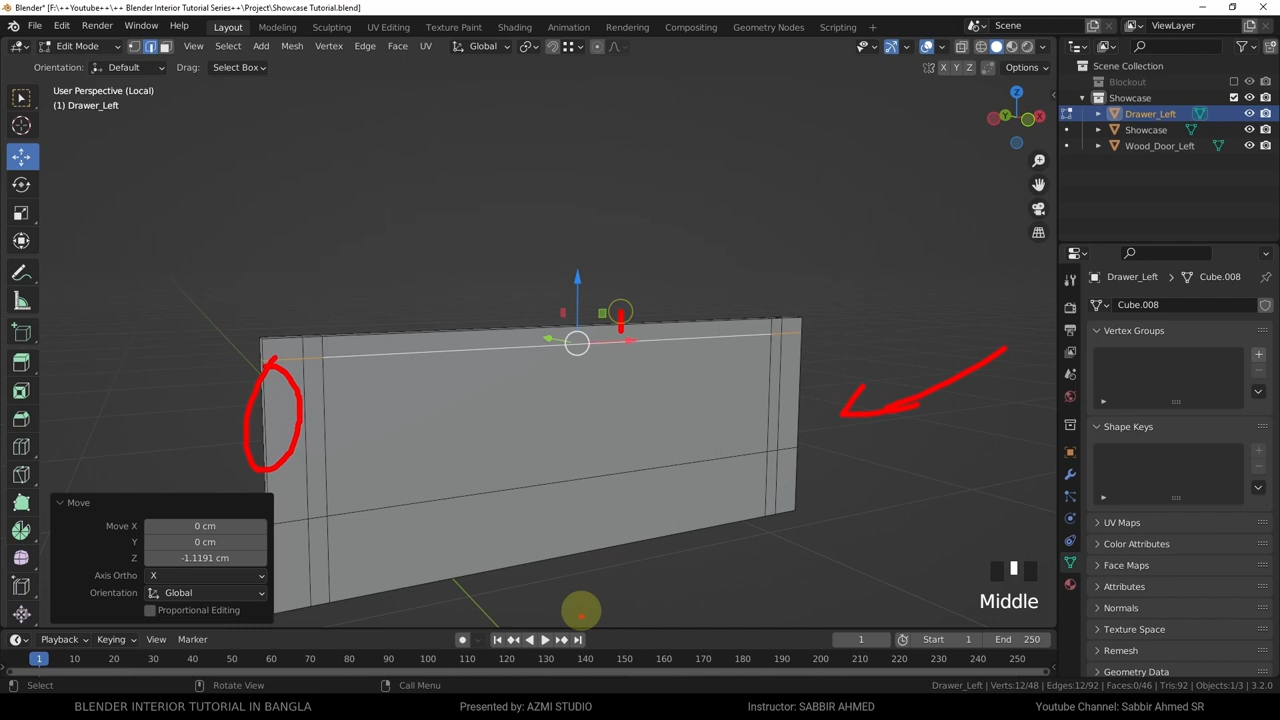 Blender* [F:\++Youtube++\++ Blender Interior Tutorial Series++\Project\Showcase Tutorial.blend]
File Edit Render Window Help Layout Modeling Sculpting UV Editing Texture Paint Shading Animation Rendering Compositing Geometry Nodes Scripting Scene ViewLayer
Edit Mode View Select Add Mesh Vertex Edge Face UV Global
Orientation: Default Drag: Select Box X Y Z Options
User Perspective (Local)
(1) Drawer_Left
Z
Y X
Scene Collection
Blockout
Showcase
Drawer_Left
Showcase
Wood_Door_Left
Drawer_Left Cube.008
Cube.008
Vertex Groups
Shape Keys
UV Maps
Color Attributes
Face Maps
Attributes
Normals
Texture Space
Remesh
Geometry Data
Move
Move X 0 cm
Y 0 cm
Z -1.1191 cm
Axis Ortho X
Orientation Global
Proportional Editing
Middle
Playback Keying View Marker 1 Start 1 End 250
1 10 20 30 40 50 60 70 80 90 100 110 120 130 140 150 160 170 180 190 200 210 220 230 240 250
Select Rotate View Call Menu Drawer_Left | Verts:12/48 | Edges:12/92 | Faces:0/46 | Tris:92 | Objects:1/3 | 3.2.0
BLENDER INTERIOR TUTORIAL IN BANGLA Presented by: AZMI STUDIO Instructor: SABBIR AHMED Youtube Channel: Sabbir Ahmed SR